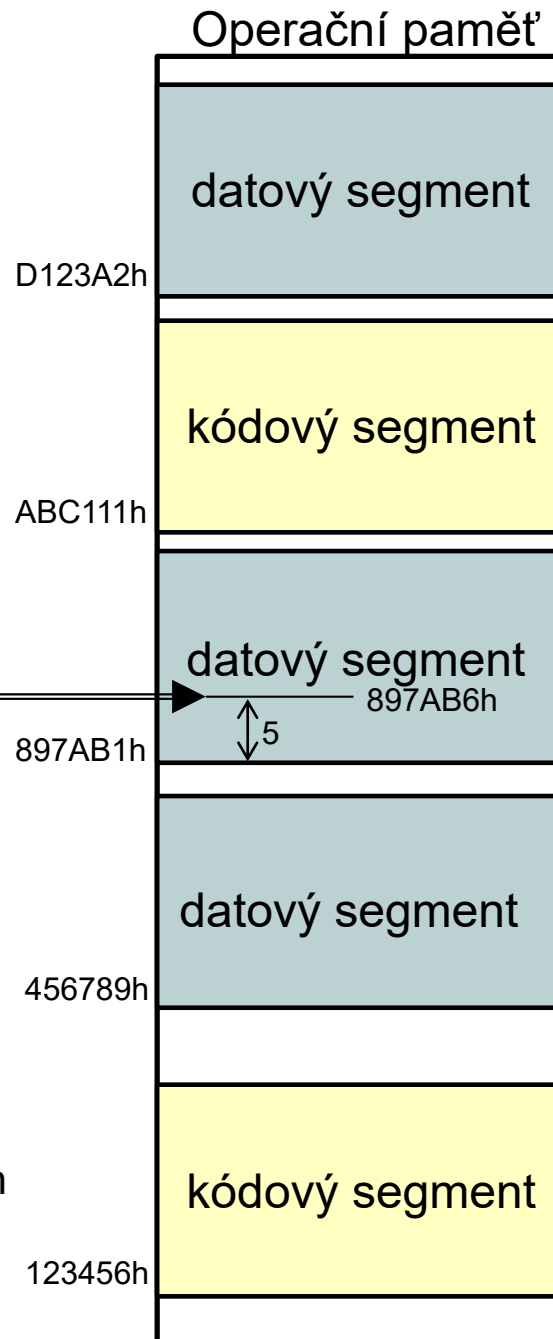 Operační paměť
datový segment
D123A2h
kódový segment
ABC111h
datový segment
897AB6h
5
897AB1h
datový segment
456789h
kódový segment
123456h